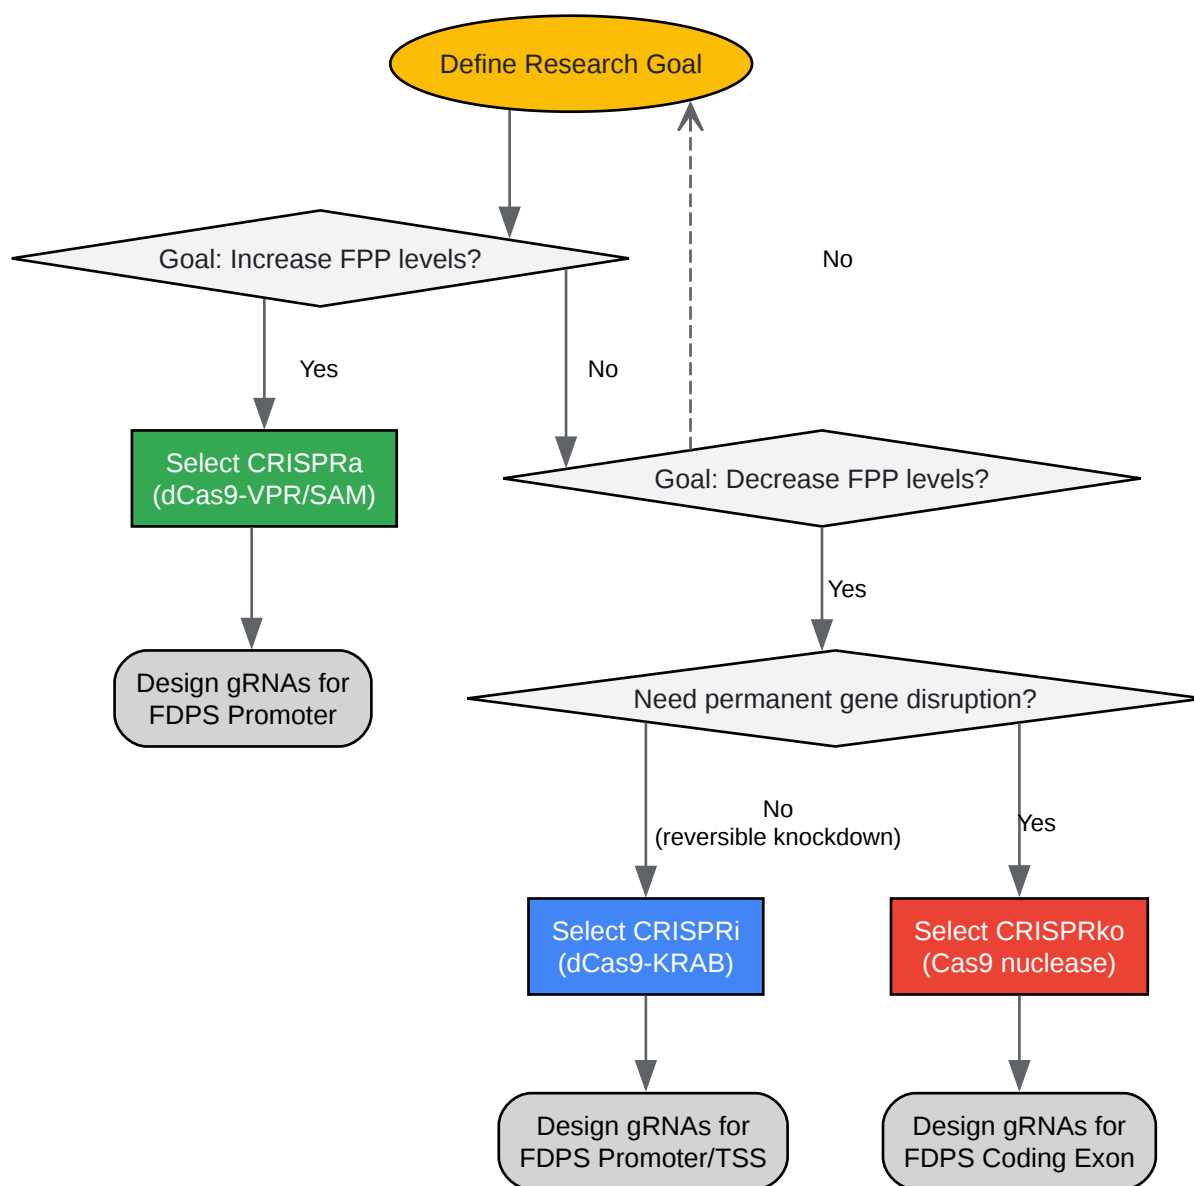 Define Research Goal
Goal: Increase FPP levels?
No
Yes
No
Select CRISPRa
(dCas9-VPR/SAM)
Goal: Decrease FPP levels?
Yes
Design gRNAs for
FDPS Promoter
Need permanent gene disruption?
No
(reversible knockdown)
Yes
Select CRISPRi
(dCas9-KRAB)
Select CRISPRko
(Cas9 nuclease)
Design gRNAs for
FDPS Promoter/TSS
Design gRNAs for
FDPS Coding Exon